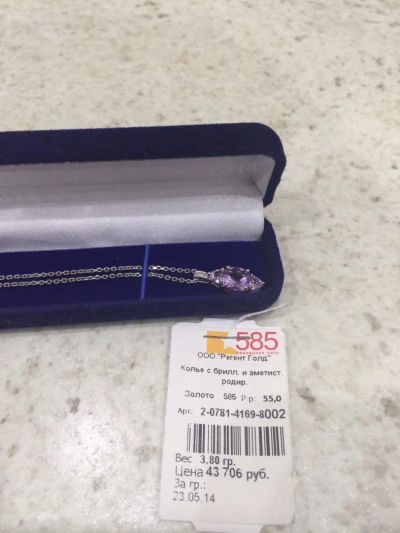 585
ООО "Регент Голд"
Колье с брилл. и аметист.
родир.
Золото 585 Р-р: 55,0
Арт. 2-0781-4169-8002
Вес 3.80 гр.
Цена 43 706 руб.
За гр.:
23.05.14